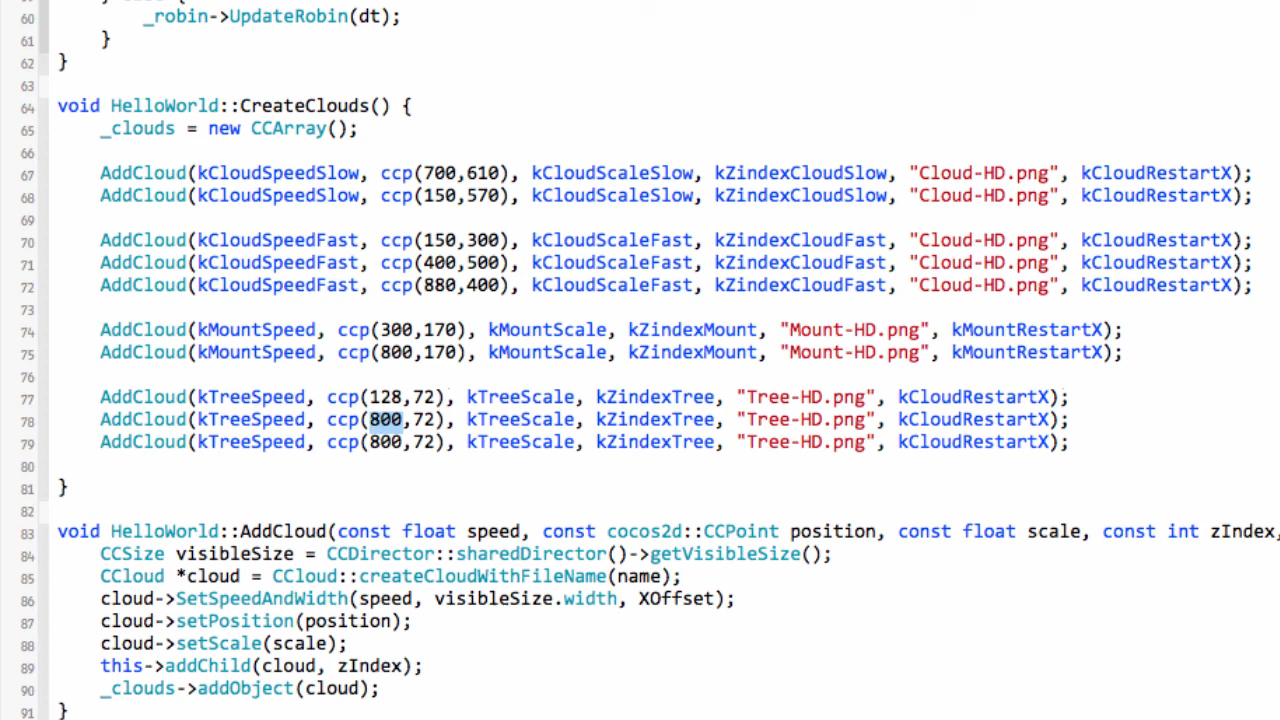 60 _robin->UpdateRobin(dt);
61 }
62 }
63
64 void HelloWorld::CreateClouds() {
65 _clouds = new CCArray();
66
67 AddCloud(kCloudSpeedSlow, ccp(700,610), kCloudScaleSlow, kZindexCloudSlow, "Cloud-HD.png", kCloudRestartX);
68 AddCloud(kCloudSpeedSlow, ccp(150,570), kCloudScaleSlow, kZindexCloudSlow, "Cloud-HD.png", kCloudRestartX);
69
70 AddCloud(kCloudSpeedFast, ccp(150,300), kCloudScaleFast, kZindexCloudFast, "Cloud-HD.png", kCloudRestartX);
71 AddCloud(kCloudSpeedFast, ccp(400,500), kCloudScaleFast, kZindexCloudFast, "Cloud-HD.png", kCloudRestartX);
72 AddCloud(kCloudSpeedFast, ccp(880,400), kCloudScaleFast, kZindexCloudFast, "Cloud-HD.png", kCloudRestartX);
73
74 AddCloud(kMountSpeed, ccp(300,170), kMountScale, kZindexMount, "Mount-HD.png", kMountRestartX);
75 AddCloud(kMountSpeed, ccp(800,170), kMountScale, kZindexMount, "Mount-HD.png", kMountRestartX);
76
77 AddCloud(kTreeSpeed, ccp(128,72), kTreeScale, kZindexTree, "Tree-HD.png", kCloudRestartX);
78 AddCloud(kTreeSpeed, ccp(800,72), kTreeScale, kZindexTree, "Tree-HD.png", kCloudRestartX);
79 AddCloud(kTreeSpeed, ccp(800,72), kTreeScale, kZindexTree, "Tree-HD.png", kCloudRestartX);
80
81 }
82
83 void HelloWorld::AddCloud(const float speed, const cocos2d::CCPoint position, const float scale, const int zIndex,
84 CCSize visibleSize = CCDirector::sharedDirector()->getVisibleSize();
85 CCloud *cloud = CCloud::createCloudWithFileName(name);
86 cloud->SetSpeedAndWidth(speed, visibleSize.width, XOffset);
87 cloud->setPosition(position);
88 cloud->setScale(scale);
89 this->addChild(cloud, zIndex);
90 _clouds->addObject(cloud);
91 }